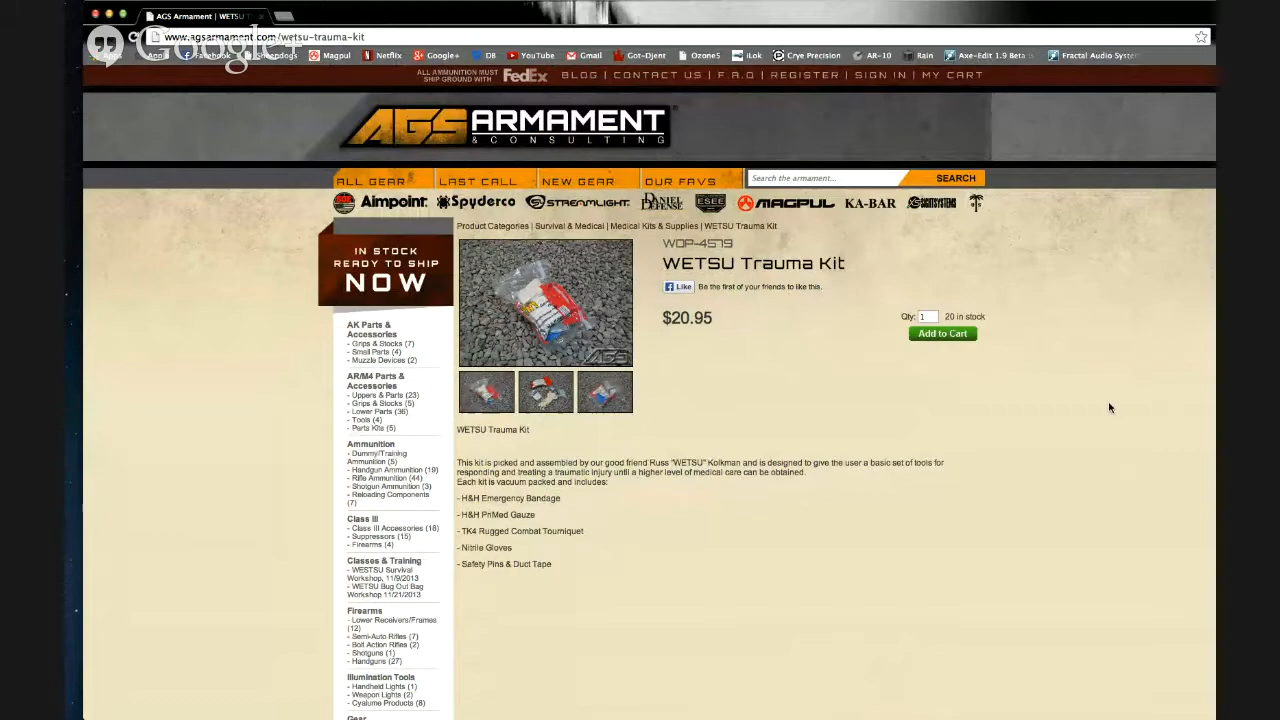 AGS Armament | WETSU T
Google+
www.agsarmament.com/wetsu-trauma-kit
Apps Facebook Magpul Netflix Google+ DB YouTube Gmail Got-Djent Ozone5 iLok Crye Precision AR-10 Rain Axe-Edit 1.9 Beta Fractal Audio
ALL AMMUNITION MUST
SHIP GROUND WITH FedEx BLOG | CONTACT US | F.A.Q | REGISTER | SIGN IN | MY CART
AGS ARMAMENT
& CONSULTING
ALL GEAR LAST CALL NEW GEAR OUR FAVS Search the armament... SEARCH
Aimpoint Spyderco STREAMLIGHT DANIEL DEFENSE ESEE MAGPUL KA-BAR
Product Categories | Survival & Medical | Medical Kits & Supplies | WETSU Trauma Kit
IN STOCK
READY TO SHIP
NOW
WOP-4579
WETSU Trauma Kit
Like Be the first of your friends to like this.
$20.95
Qty: 1 20 in stock
Add to Cart
AGS
AK Parts &
Accessories
- Grips & Stocks (7)
- Small Parts (4)
- Muzzle Devices (2)
AR/M4 Parts &
Accessories
- Uppers & Parts (23)
- Grips & Stocks (5)
- Lower Parts (36)
- Tools (4)
- Parts Kits (5)
Ammunition
- Dummy/Training
Ammunition (5)
- Handgun Ammunition (19)
- Rifle Ammunition (44)
- Shotgun Ammunition (3)
- Reloading Components
(7)
Class III
- Class III Accessories (18)
- Suppressors (15)
- Firearms (4)
Classes & Training
- WESTSU Survival
Workshop, 11/9/2013
- WETSU Bug Out Bag
Workshop 11/21/2013
Firearms
- Lower Receivers/Frames
(12)
- Semi-Auto Rifles (7)
- Bolt Action Rifles (2)
- Shotguns (1)
- Handguns (27)
Illumination Tools
- Handheld Lights (1)
- Weapon Lights (2)
- Cyalume Products (8)
Gear
WETSU Trauma Kit
This kit is picked and assembled by our good friend Russ "WETSU" Kolkman and is designed to give the user a basic set of tools for
responding and treating a traumatic injury until a higher level of medical care can be obtained.
Each kit is vacuum packed and includes:
- H&H Emergency Bandage
- H&H PriMed Gauze
- TK4 Rugged Combat Tourniquet
- Nitrile Gloves
- Safety Pins & Duct Tape